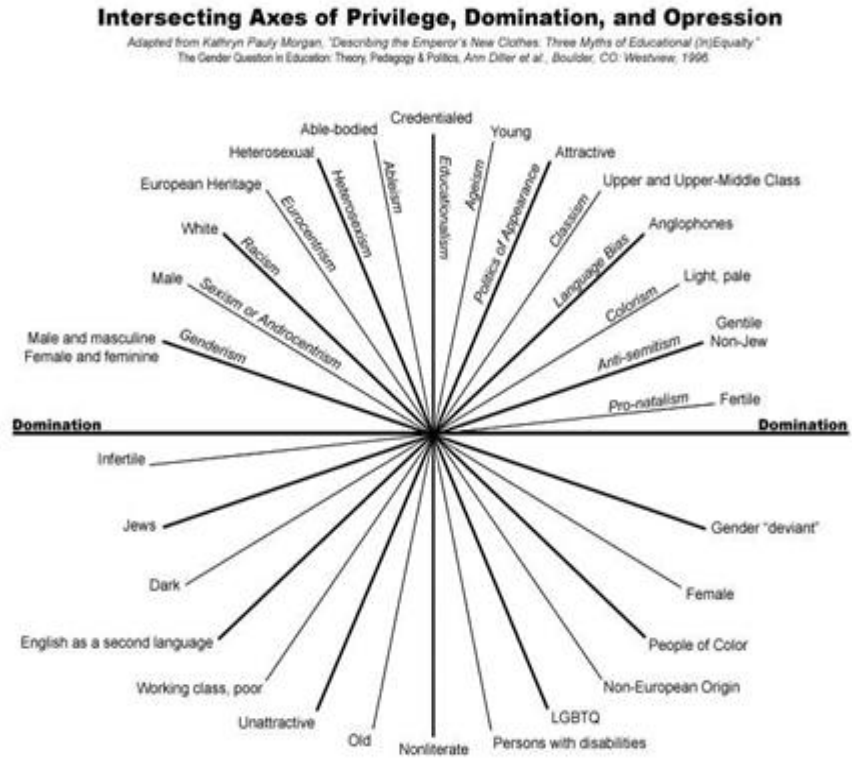 Intersecting Axes of Privilege, Domination, and Opression
Adapted from Kathryn Pauly Morgan, "Describing the Emperor's New Clothes: Three Myths of Educational (In)Equality."
The Gender Question in Education: Theory, Pedagogy & Politics, Ann Diller et al., Boulder, CO: Westview, 1996.
Credentialed
Able-bodied
Young
Heterosexual
Attractive
European Heritage
Upper and Upper-Middle Class
White
Anglophones
Male
Light, pale
Male and masculine
Female and feminine
Gentile
Non-Jew
Fertile
Genderism
Sexism or Androcentrism
Racism
Eurocentrism
Heterosexism
Ableism
Educationalism
Ageism
Politics of Appearance
Classism
Language Bias
Colorism
Anti-semitism
Pro-natalism
Domination
Domination
Infertile
Jews
Gender "deviant"
Dark
Female
English as a second language
People of Color
Working class, poor
Non-European Origin
Unattractive
LGBTQ
Old
Nonliterate
Persons with disabilities